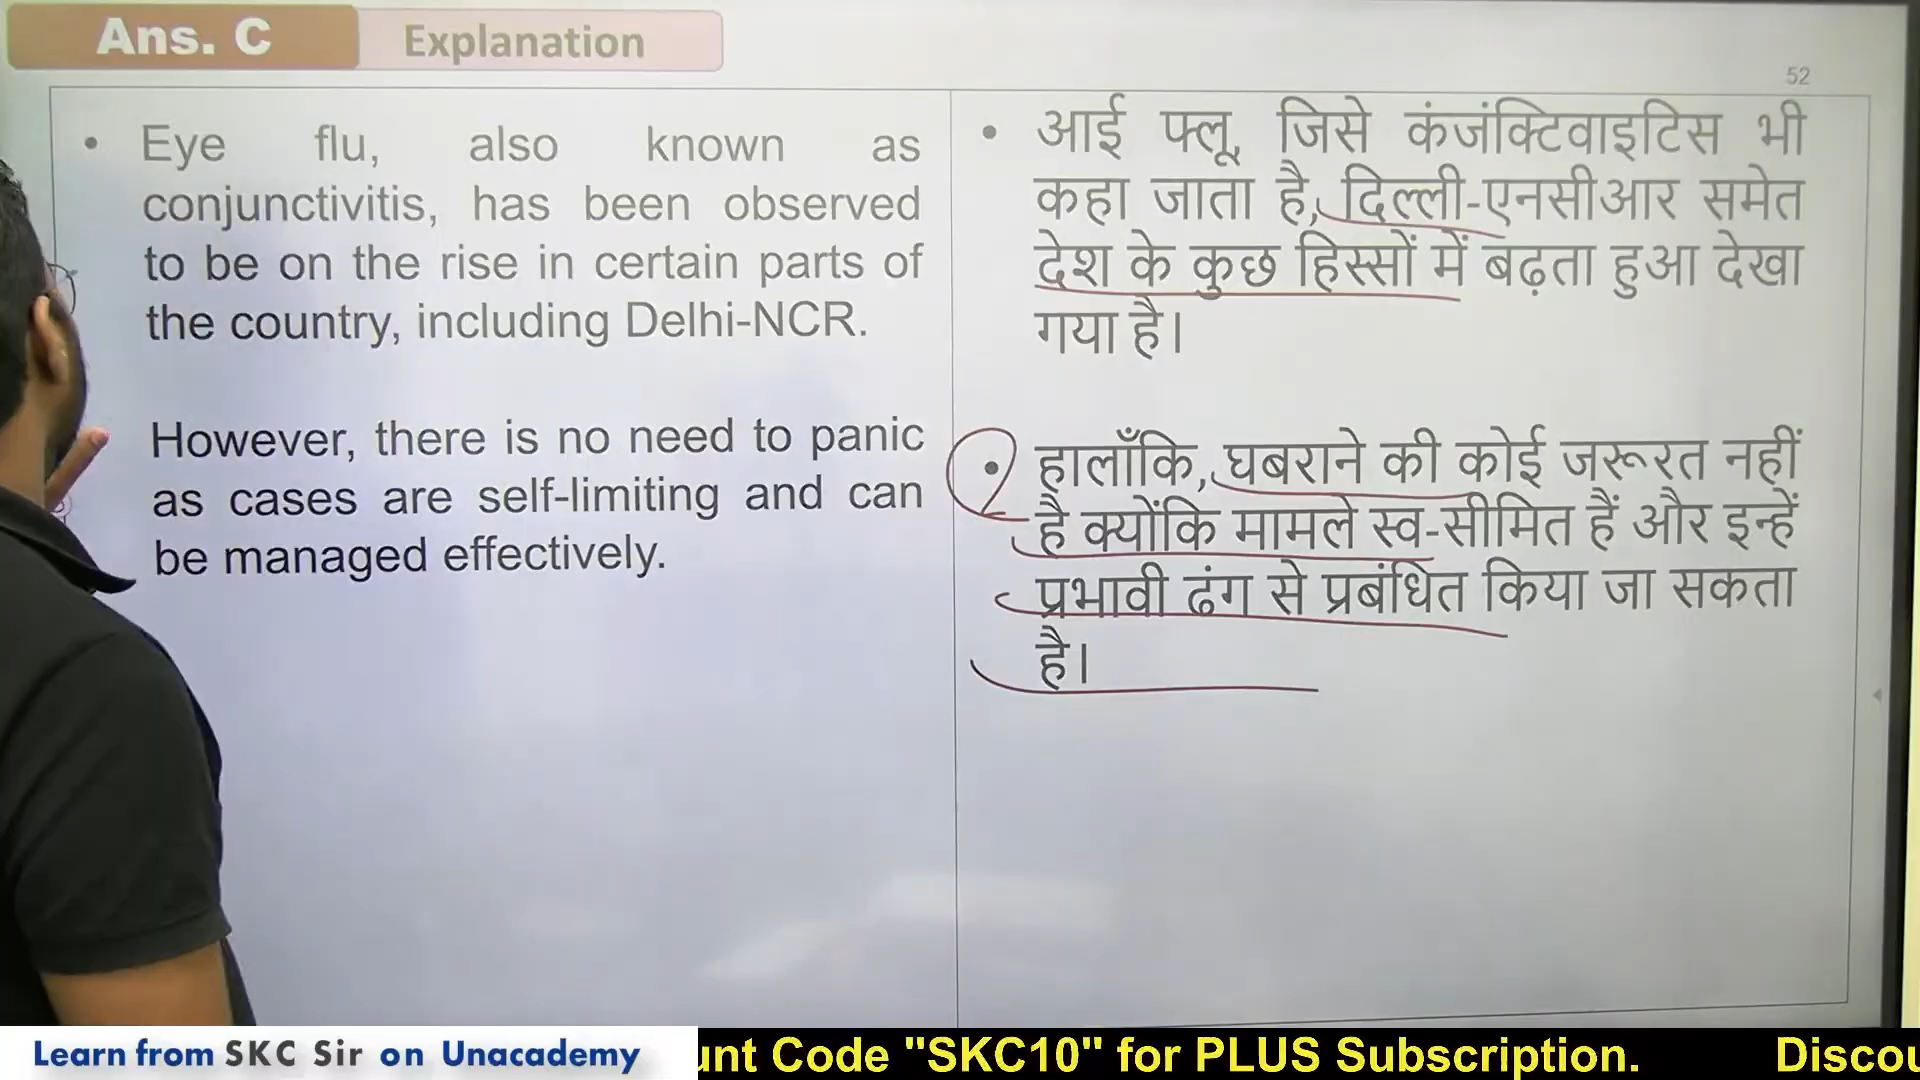 Ans. C
Explanation
52
• Eye flu, also known as
conjunctivitis, has been observed
to be on the rise in certain parts of
the country, including Delhi-NCR.
However, there is no need to panic
as cases are self-limiting and can
be managed effectively.
• आई फ्लू, जिसे कंजंक्टिवाइटिस भी
कहा जाता है, दिल्ली-एनसीआर समेत
देश के कुछ हिस्सों में बढ़ता हुआ देखा
गया है।
• हालाँकि, घबराने की कोई जरूरत नहीं
है क्योंकि मामले स्व-सीमित हैं और इन्हें
प्रभावी ढंग से प्रबंधित किया जा सकता
है।
Learn from SKC Sir on Unacademy
unt Code "SKC10" for PLUS Subscription. Discou